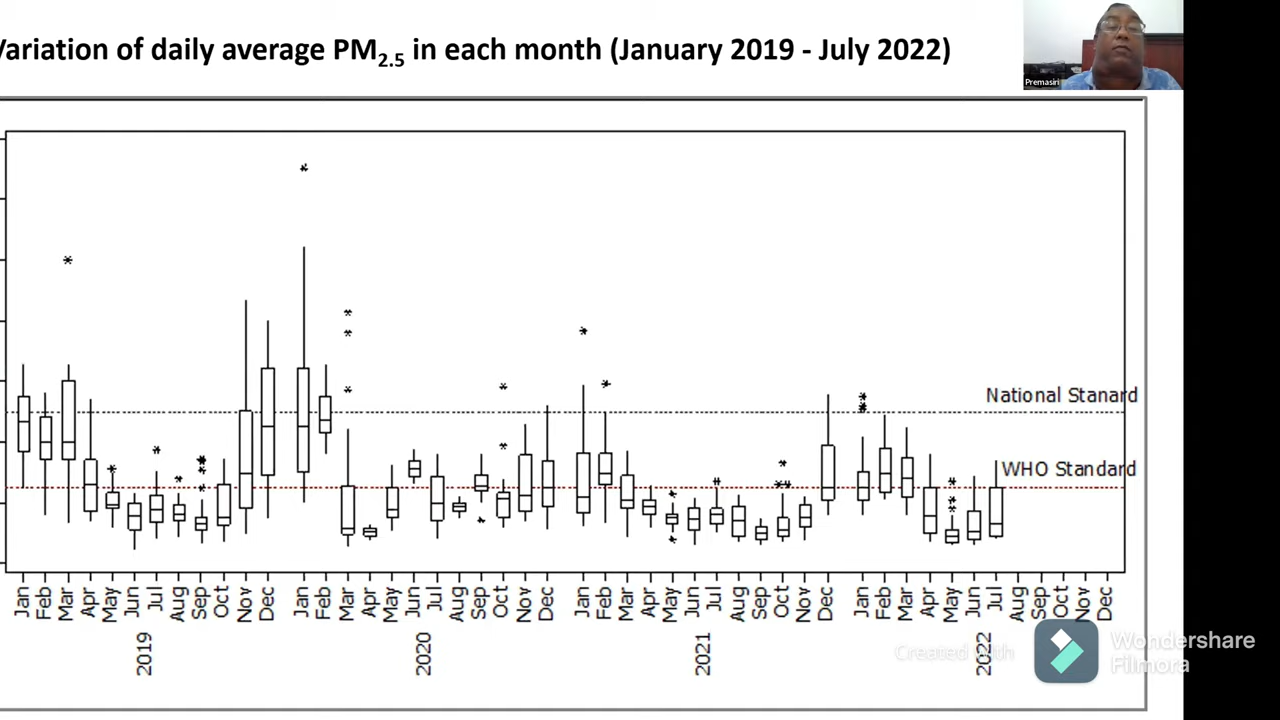 Variation of daily average PM2.5 in each month (January 2019 - July 2022)
Premasiri
National Stanard
WHO Standard
Jan Feb Mar Apr May Jun Jul Aug Sep Oct Nov Dec Jan Feb Mar Apr May Jun Jul Aug Sep Oct Nov Dec Jan Feb Mar Apr May Jun Jul Aug Sep Oct Nov Dec Jan Feb Mar Apr May Jun Jul Aug Sep Oct Nov Dec
2019 2020 2021 2022
Created with
Wondershare
Filmora